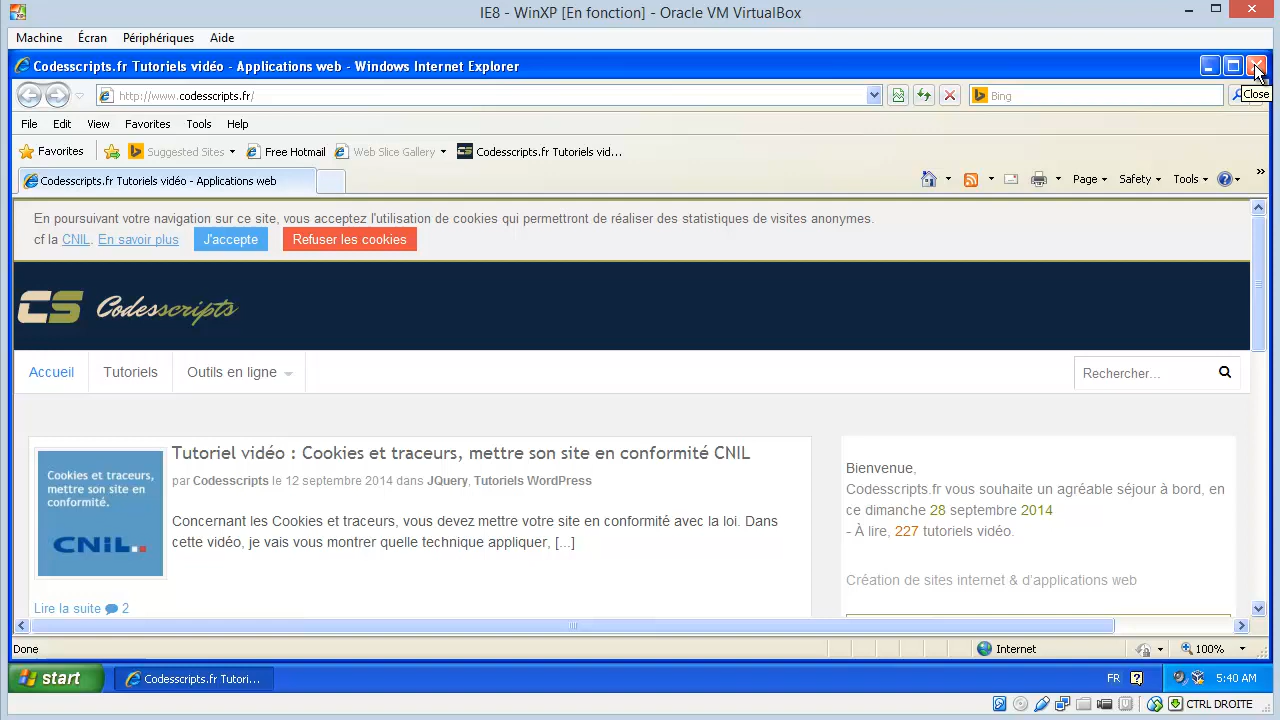 IE8 - WinXP [En fonction] - Oracle VM VirtualBox
Machine Écran Périphériques Aide
Codesscripts.fr Tutoriels vidéo - Applications web - Windows Internet Explorer
http://www.codesscripts.fr/ Bing
Close
File Edit View Favorites Tools Help
Favorites Suggested Sites Free Hotmail Web Slice Gallery Codesscripts.fr Tutoriels vid...
Codesscripts.fr Tutoriels vidéo - Applications web Page Safety Tools
En poursuivant votre navigation sur ce site, vous acceptez l'utilisation de cookies qui permettront de réaliser des statistiques de visites anonymes.
cf la CNIL. En savoir plus J'accepte Refuser les cookies
CS Codesscripts
Accueil Tutoriels Outils en ligne Rechercher...
Cookies et traceurs,
mettre son site en
conformité.
CNIL
Tutoriel vidéo : Cookies et traceurs, mettre son site en conformité CNIL
par Codesscripts le 12 septembre 2014 dans JQuery, Tutoriels WordPress
Concernant les Cookies et traceurs, vous devez mettre votre site en conformité avec la loi. Dans
cette vidéo, je vais vous montrer quelle technique appliquer, [...]
Lire la suite 2
Bienvenue,
Codesscripts.fr vous souhaite un agréable séjour à bord, en
ce dimanche 28 septembre 2014
- À lire, 227 tutoriels vidéo.
Création de sites internet & d'applications web
Done Internet 100%
start Codesscripts.fr Tutori... FR 5:40 AM
CTRL DROITE